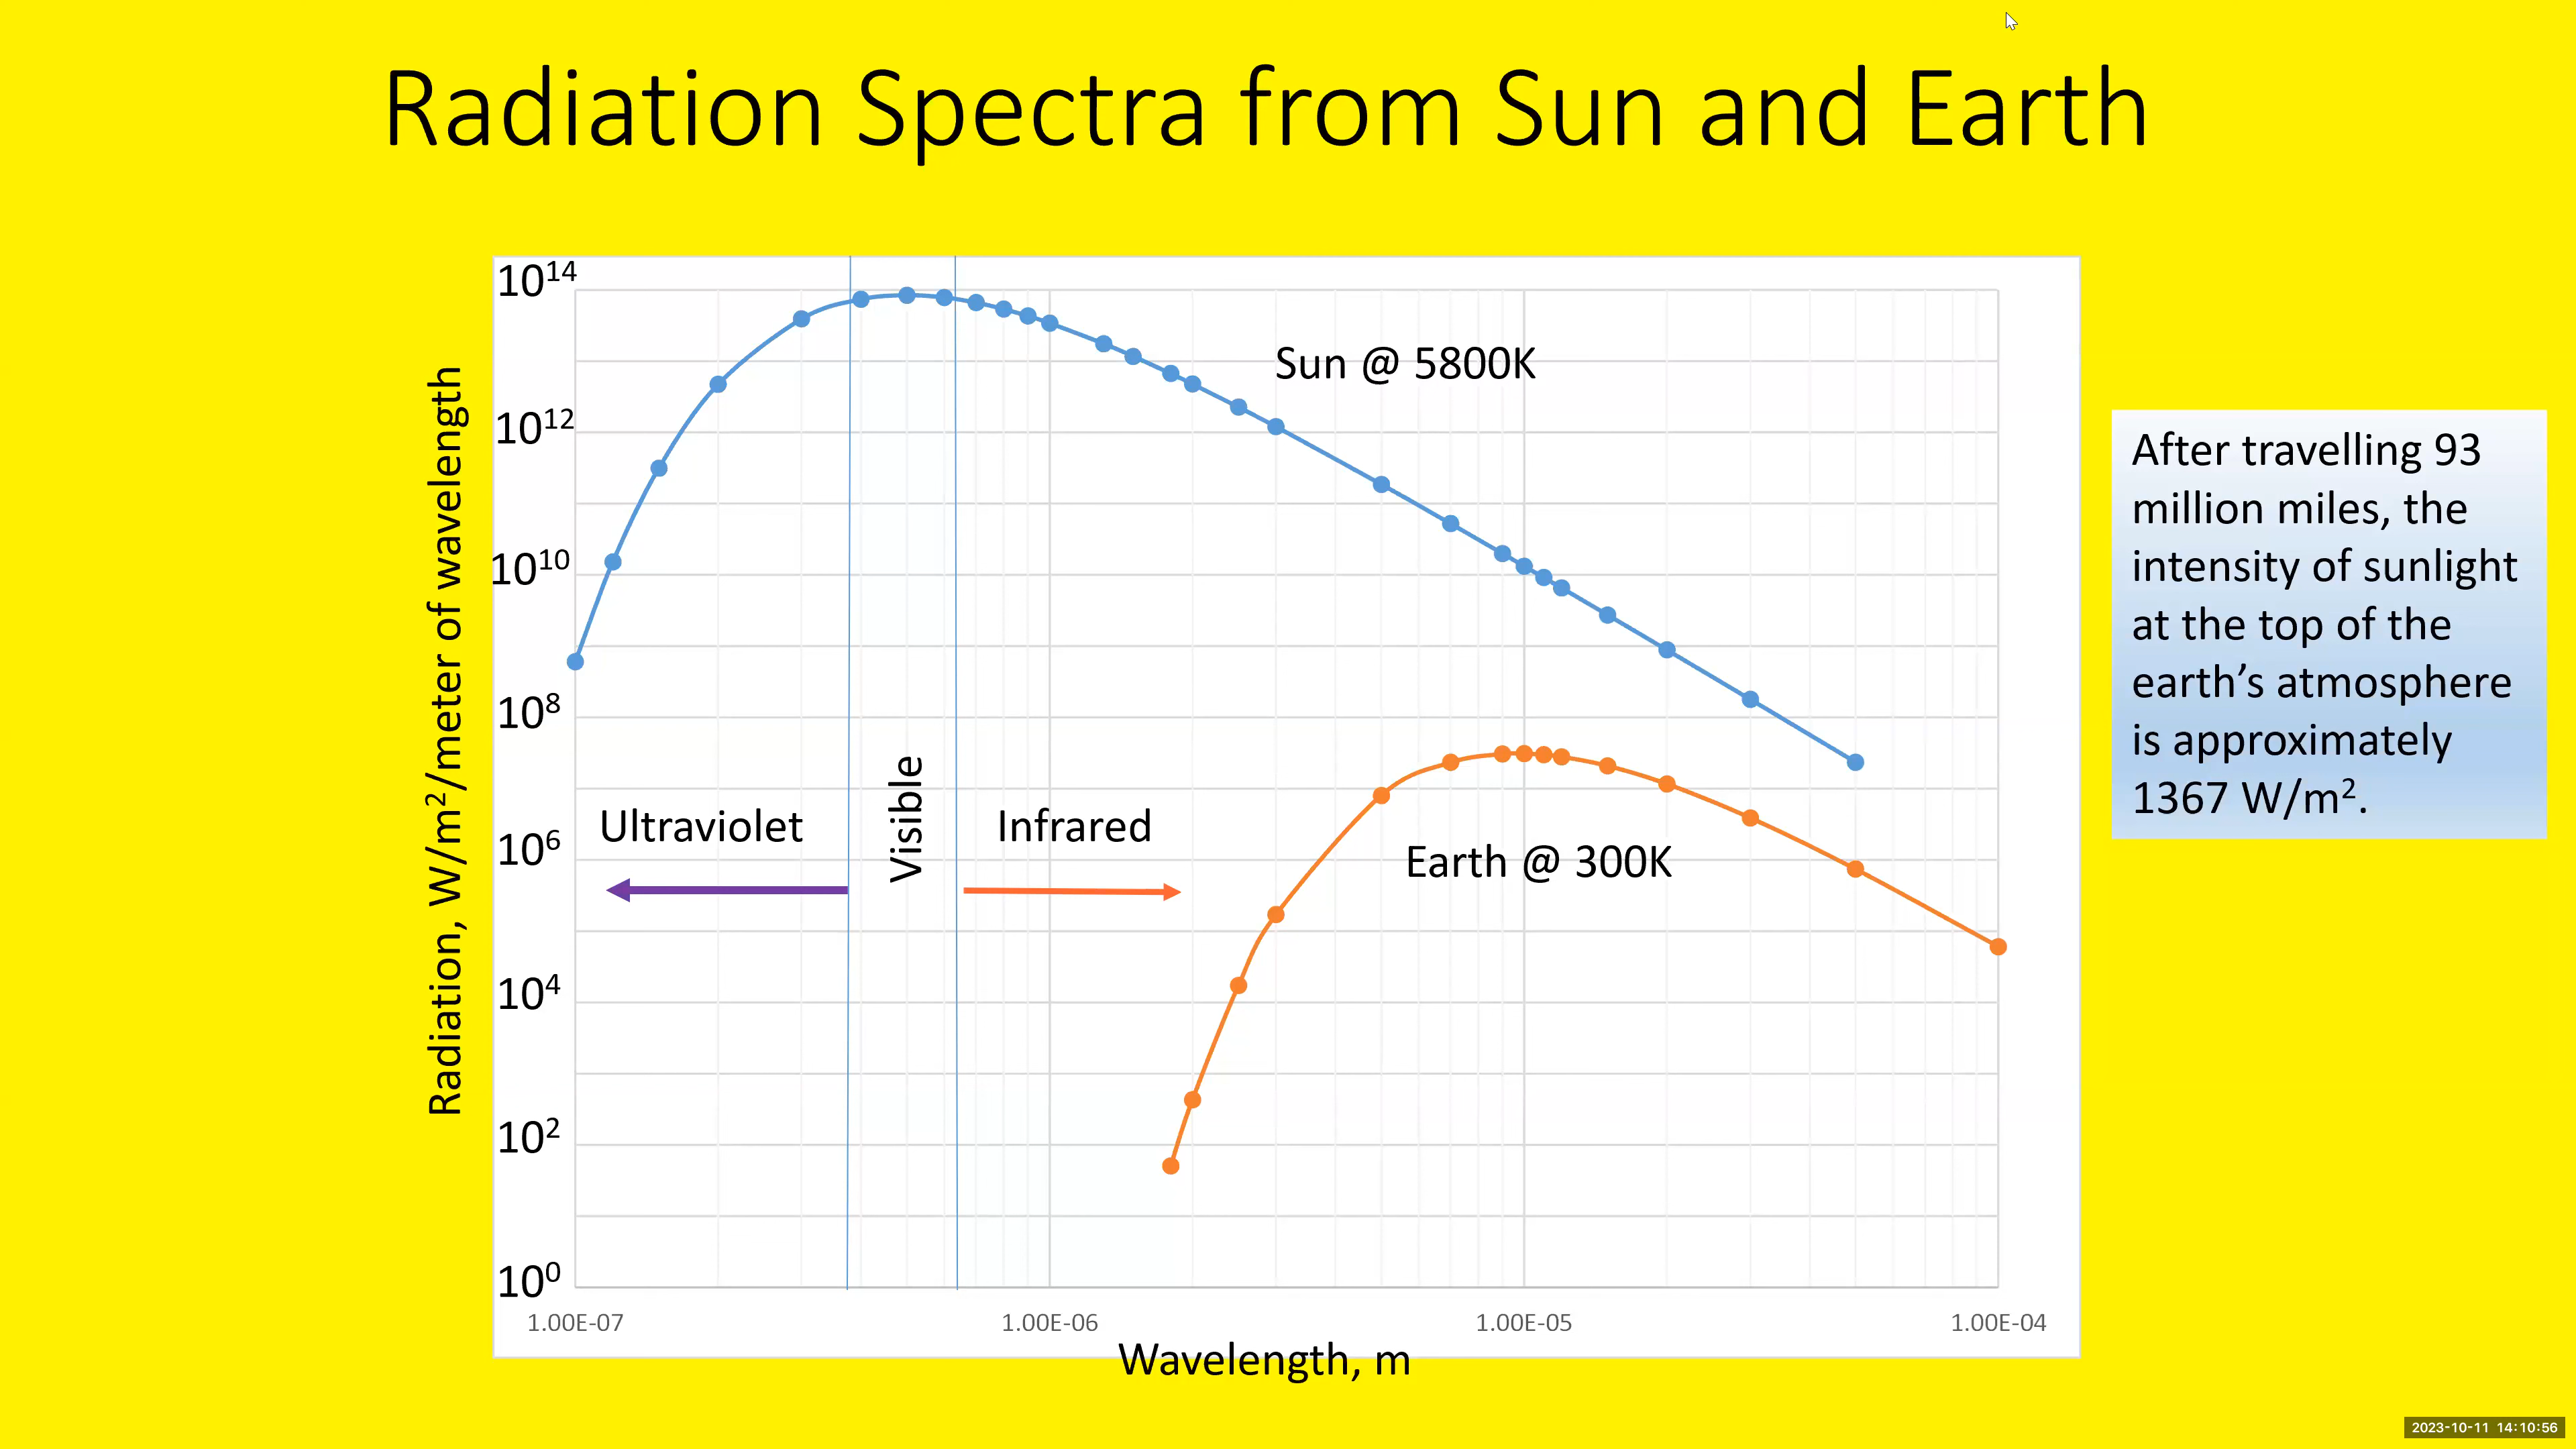 Radiation Spectra from Sun and Earth
Radiation, W/m²/meter of wavelength
10¹⁴
10¹²
10¹⁰
10⁸
10⁶
10⁴
10²
10⁰
Sun @ 5800K
Ultraviolet
Visible
Infrared
Earth @ 300K
1.00E-07
1.00E-06
1.00E-05
1.00E-04
Wavelength, m
After travelling 93
million miles, the
intensity of sunlight
at the top of the
earth’s atmosphere
is approximately
1367 W/m².
2023-10-11 14:10:56